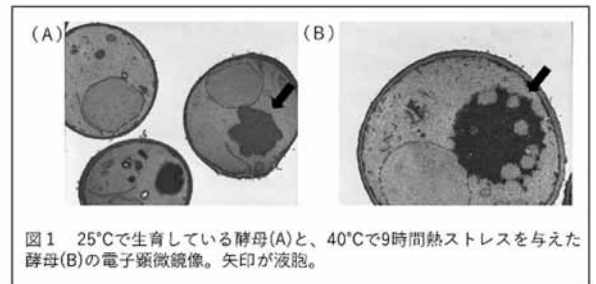 (A) (B)
図1 25°Cで生育している酵母(A)と、40°Cで9時間熱ストレスを与えた
酵母(B)の電子顕微鏡像。矢印が液胞。